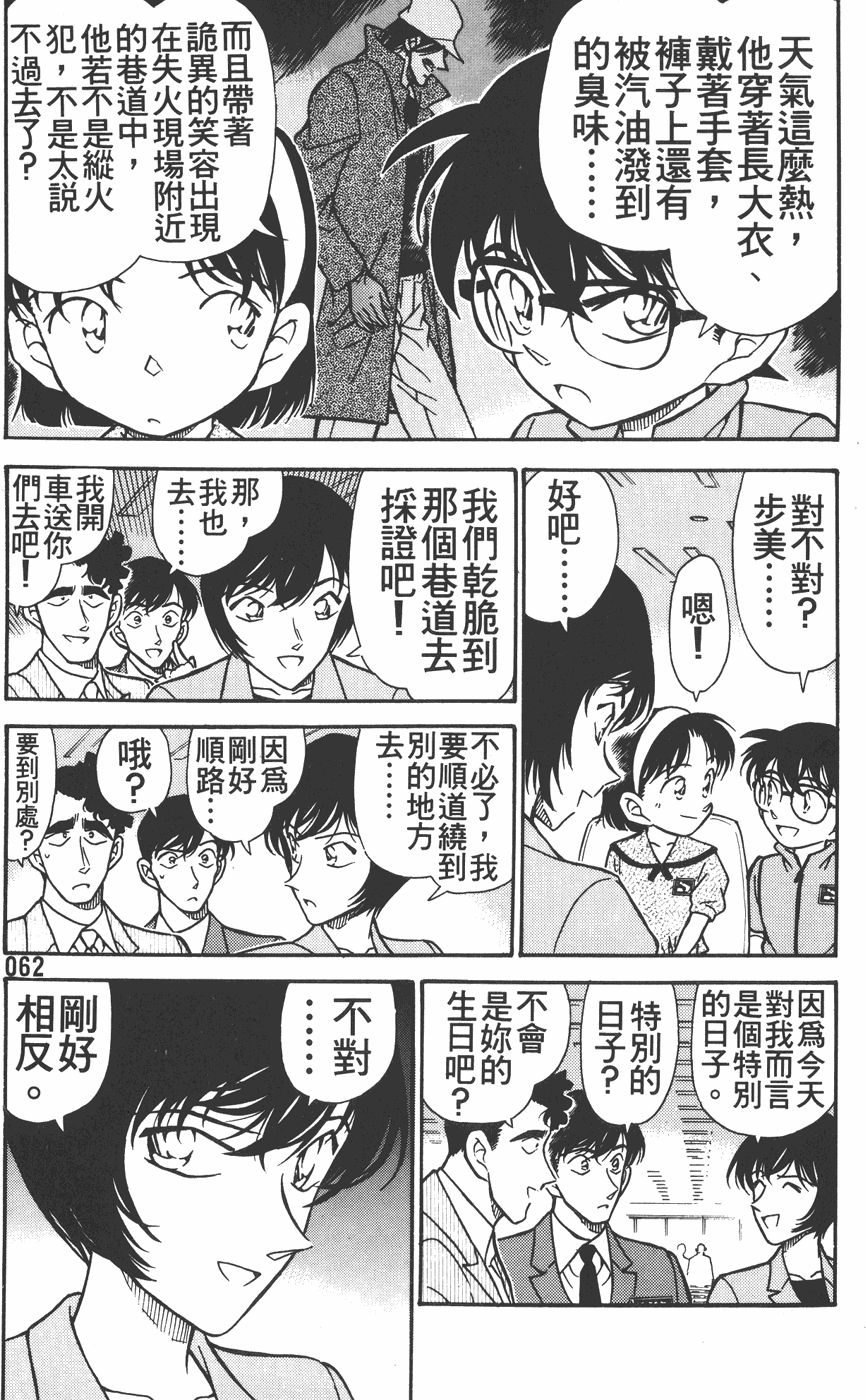 天氣這麼熱，
他穿著長大衣、
戴著手套，
褲子上還有
被汽油潑到
的臭味……
而且帶著
詭異的笑容出現
在失火現場附近
的巷道中，
他若不是縱火
犯，不是太説
不過去了？
對不對？
步美……
嗯！
好吧……
我們乾脆到
那個巷道去
採證吧！
那，
我也
去……
我開
車送你
們去吧！
不必了，我
要順道繞到
別的地方
去……
因爲
剛好
順路…
哦？
要到別處？
因爲今天
對我而言
是個特別
的日子。
特別的
日子？
不會
是妳的
生日吧？
不對
……
剛好
相反。
062